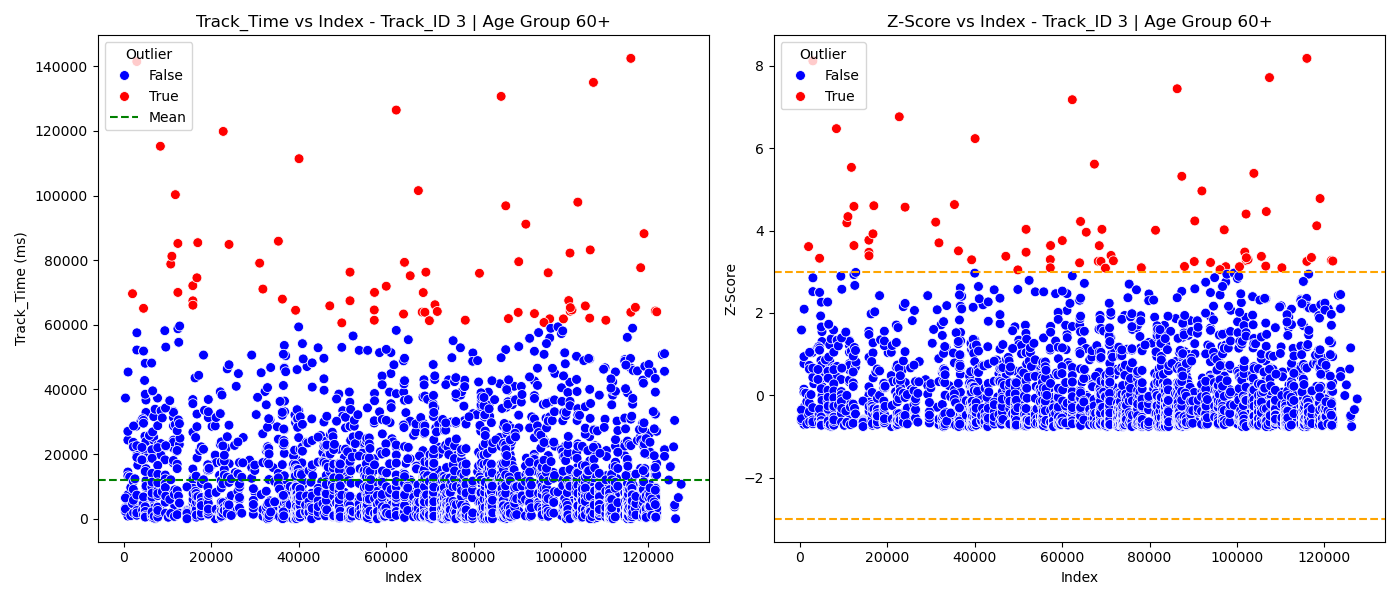 Track_Time vs Index - Track_ID 3 | Age Group 60+
Track_Time (ms)
140000
120000
100000
80000
60000
40000
20000
0
Outlier
False
True
Mean
0
20000
40000
60000
80000
100000
120000
Index
Z-Score vs Index - Track_ID 3 | Age Group 60+
Z-Score
8
6
4
2
0
−2
Outlier
False
True
0
20000
40000
60000
80000
100000
120000
Index